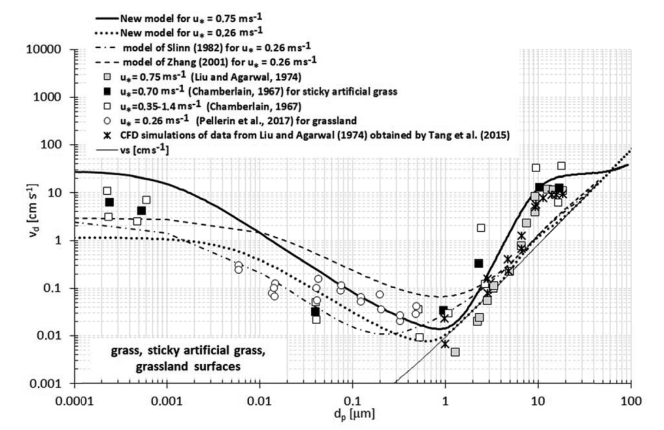 New model for u* = 0.75 ms-1
New model for u* = 0.26 ms-1
model of Slinn (1982) for u* = 0.26 ms-1
model of Zhang (2001) for u* = 0.26 ms-1
u* = 0.75 ms-1 (Liu and Agarwal, 1974)
u*=0.70 ms-1 (Chamberlain, 1967) for sticky artificial grass
u*=0.35-1.4 ms-1 (Chamberlain, 1967)
u* = 0.26 ms-1 (Pellerin et al., 2017) for grassland
CFD simulations of data from Liu and Agarwal (1974) obtained by Tang et al. (2015)
vs [cms-1]
10000
1000
100
10
1
0.1
0.01
0.001
vd [cm s-1]
grass, sticky artificial grass,
grassland surfaces
0.0001
0.001
0.01
0.1
1
10
100
dp [µm]